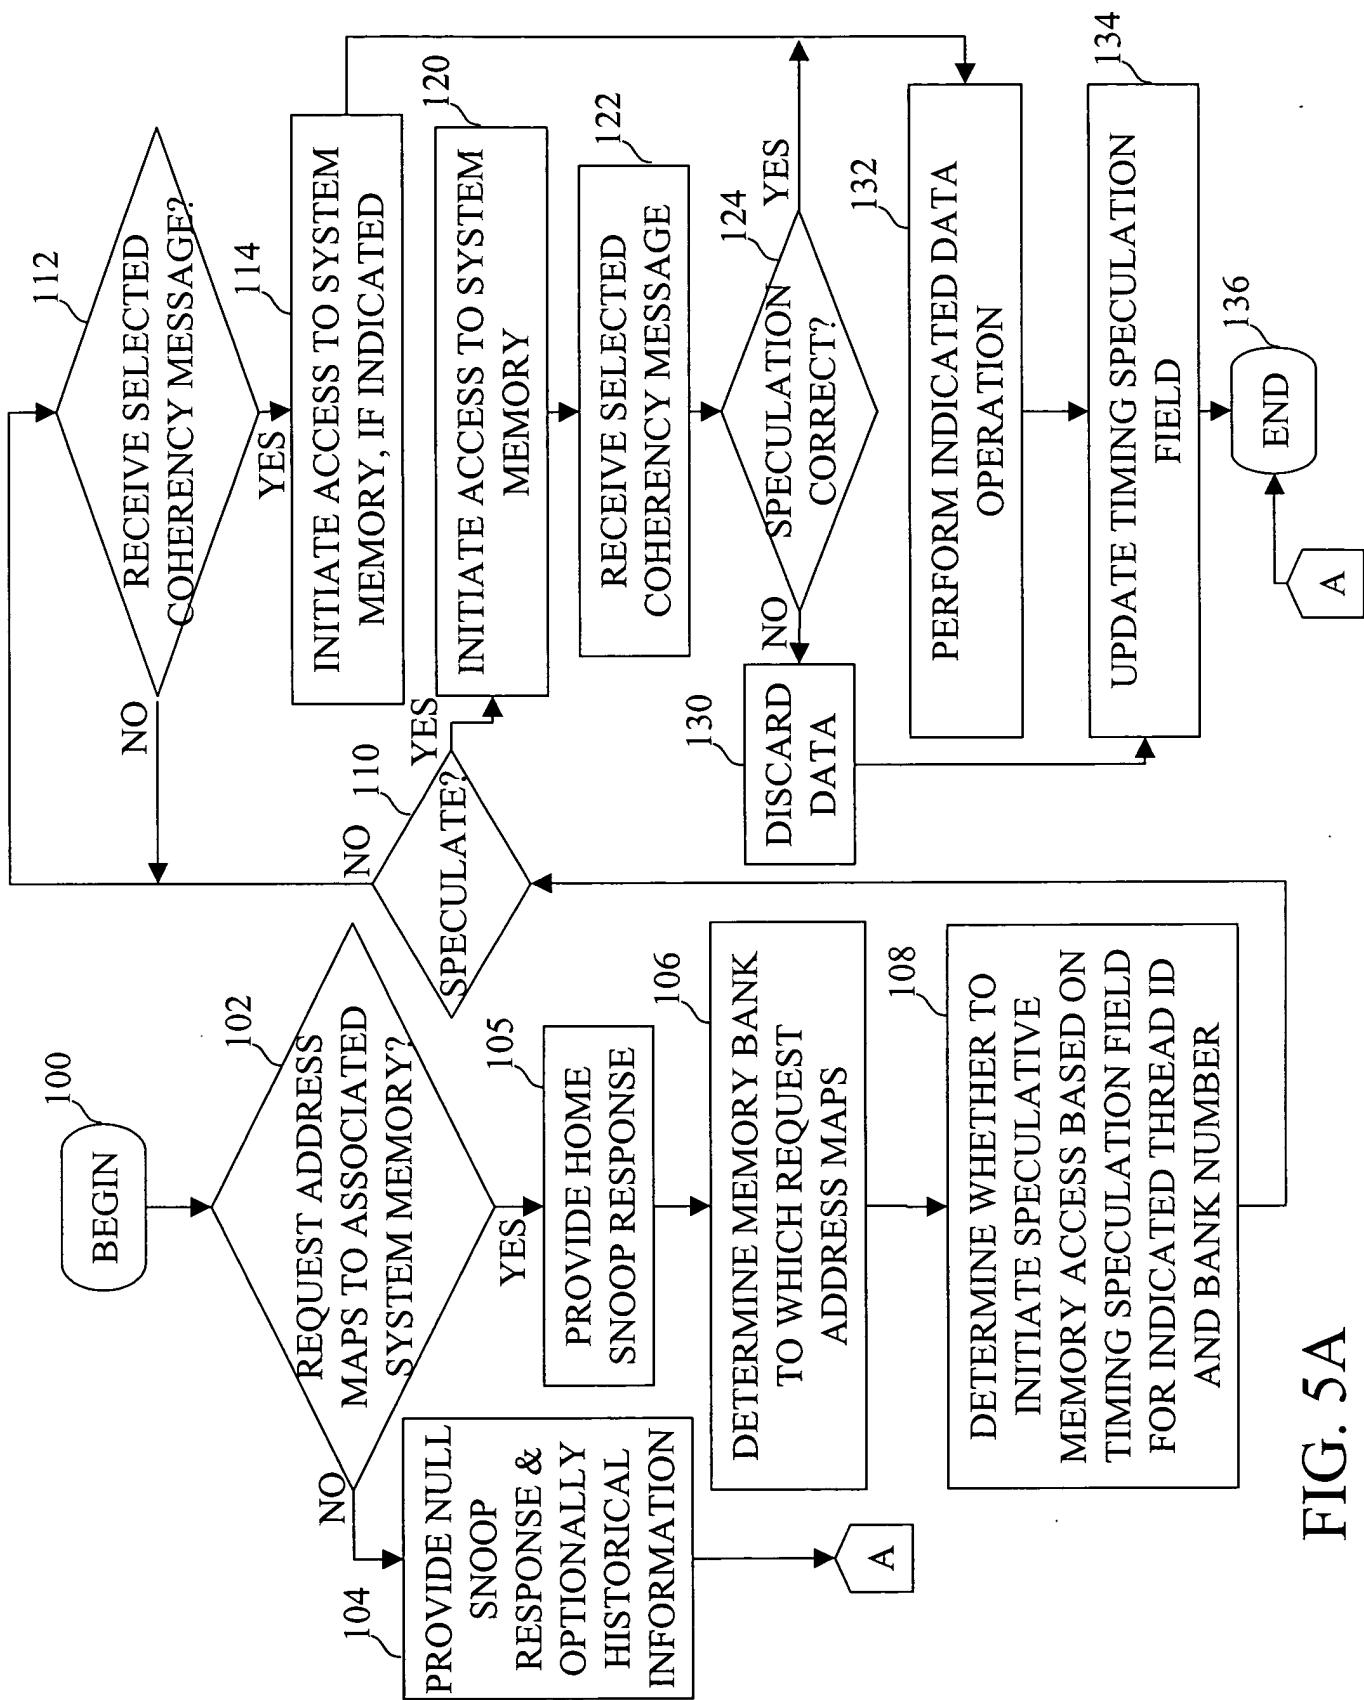 100
BEGIN
102
REQUEST ADDRESS
MAPS TO ASSOCIATED
SYSTEM MEMORY?
NO
YES
104
PROVIDE NULL
SNOOP
RESPONSE &
OPTIONALLY
HISTORICAL
INFORMATION
A
105
PROVIDE HOME
SNOOP RESPONSE
106
DETERMINE MEMORY BANK
TO WHICH REQUEST
ADDRESS MAPS
108
DETERMINE WHETHER TO
INITIATE SPECULATIVE
MEMORY ACCESS BASED ON
TIMING SPECULATION FIELD
FOR INDICATED THREAD ID
AND BANK NUMBER
110
SPECULATE?
NO
YES
112
RECEIVE SELECTED
COHERENCY MESSAGE?
NO
YES
114
INITIATE ACCESS TO SYSTEM
MEMORY, IF INDICATED
120
INITIATE ACCESS TO SYSTEM
MEMORY
122
RECEIVE SELECTED
COHERENCY MESSAGE
124
SPECULATION
CORRECT?
NO
YES
130
DISCARD
DATA
132
PERFORM INDICATED DATA
OPERATION
134
UPDATE TIMING SPECULATION
FIELD
136
END
A
FIG. 5A